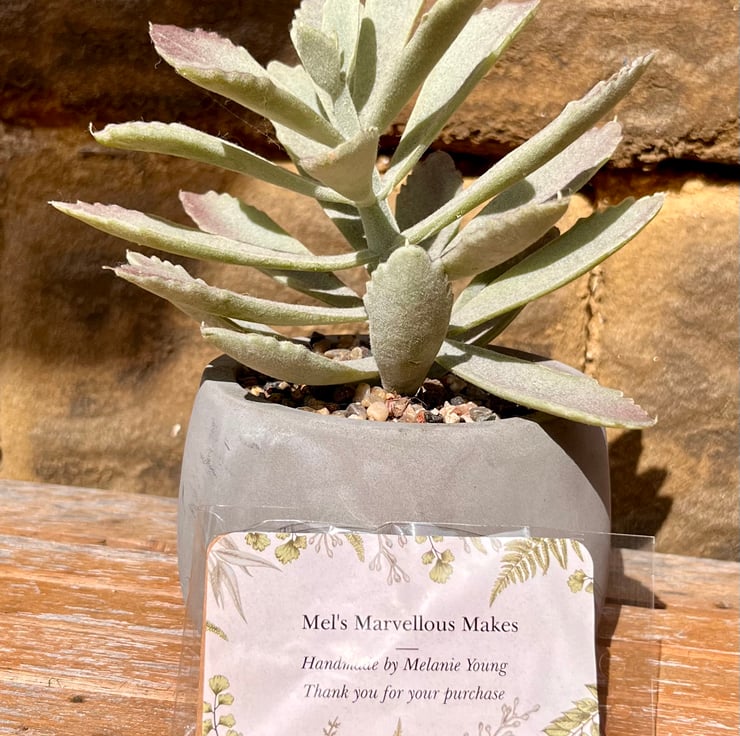 Mel's Marvellous Makes
Handmade by Melanie Young
Thank you for your purchase